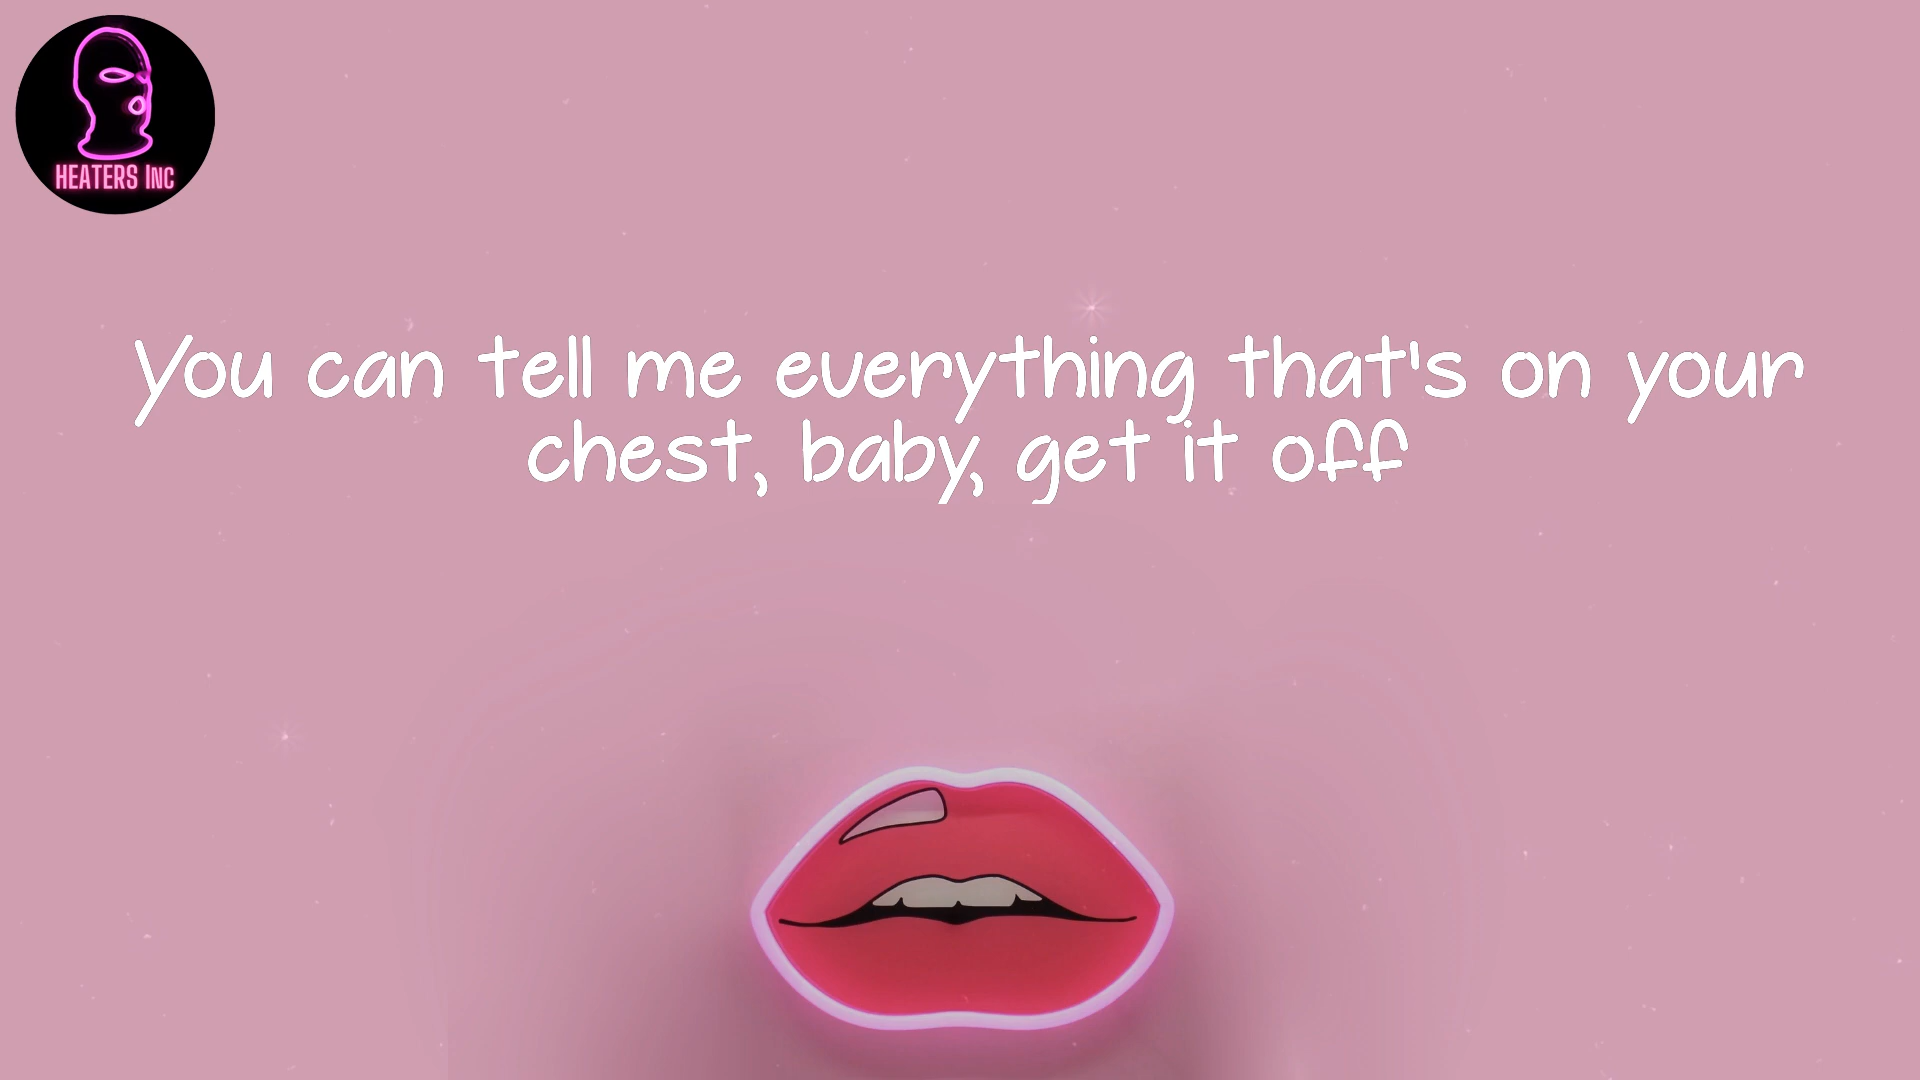 HEATERS INC
You can tell me everything that's on your
chest, baby, get it off